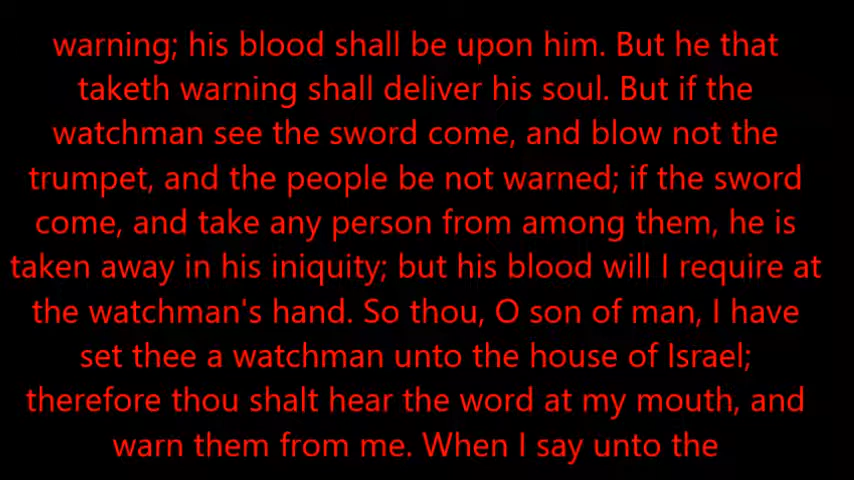 warning; his blood shall be upon him. But he that
taketh warning shall deliver his soul. But if the
watchman see the sword come, and blow not the
trumpet, and the people be not warned; if the sword
come, and take any person from among them, he is
taken away in his iniquity; but his blood will I require at
the watchman's hand. So thou, O son of man, I have
set thee a watchman unto the house of Israel;
therefore thou shalt hear the word at my mouth, and
warn them from me. When I say unto the